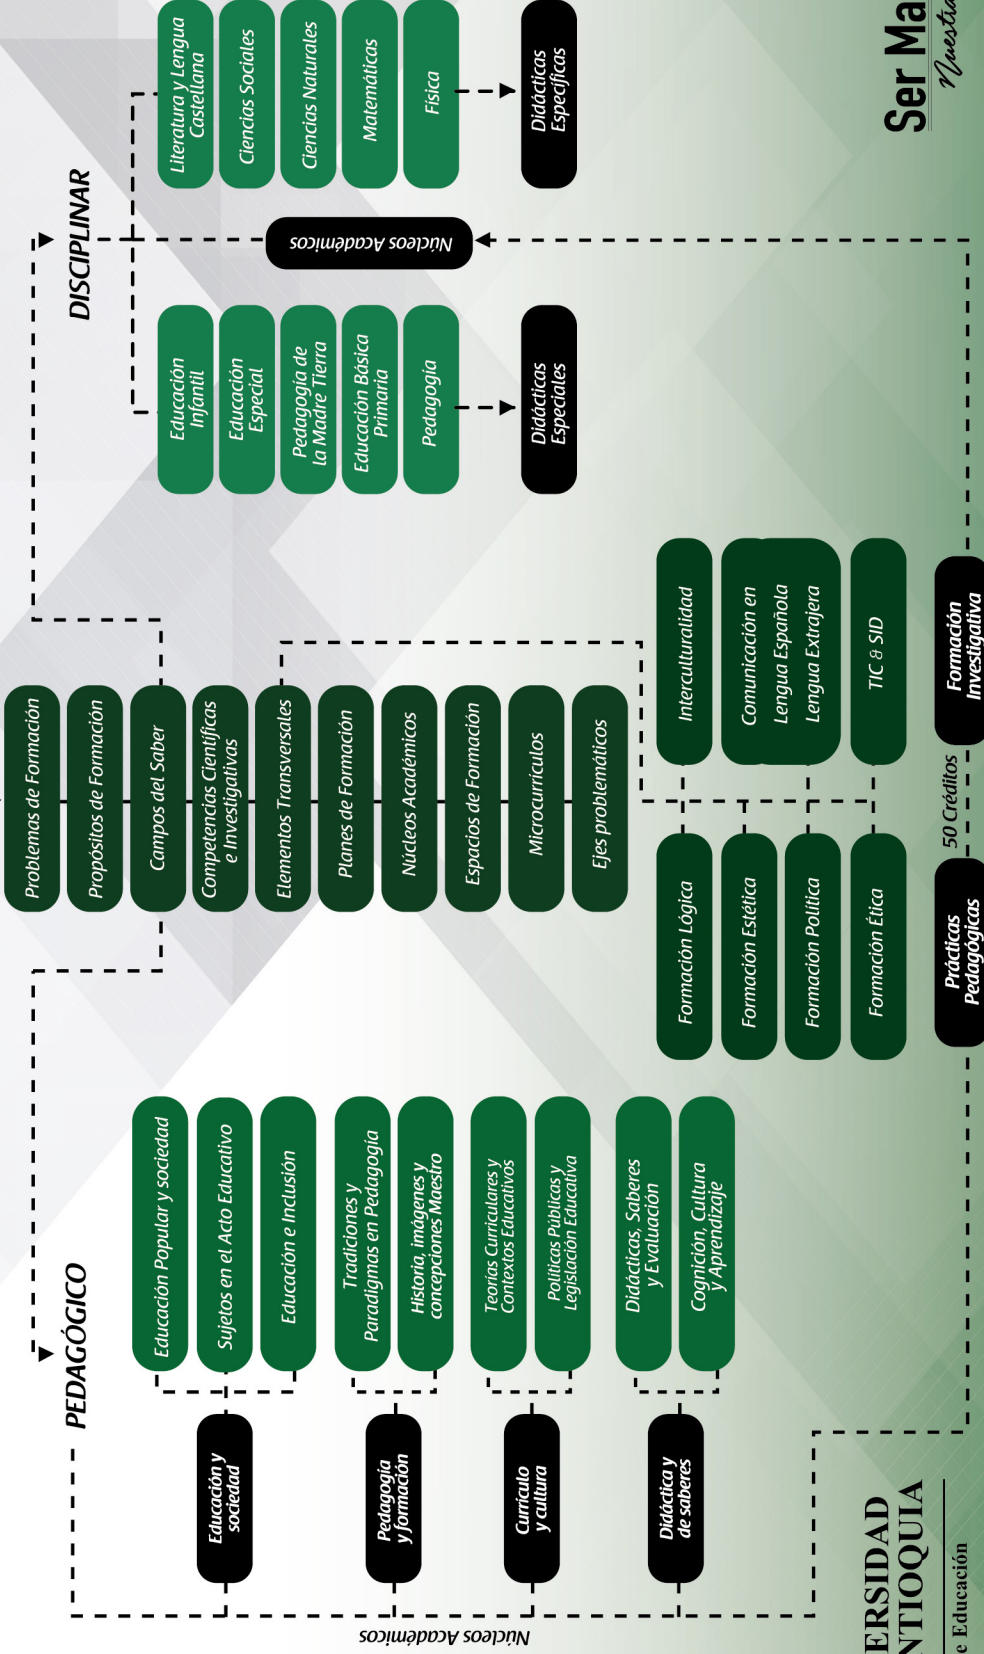 Problemas de Formación
Propósitos de Formación
Campos del Saber
Competencias Científicas
e Investigativas
Elementos Transversales
Planes de Formación
Núcleos Académicos
Espacios de Formación
Microcurrículos
Ejes problemáticos
PEDAGÓGICO
Núcleos Académicos
Educación y
sociedad
Educación Popular y sociedad
Sujetos en el Acto Educativo
Educación e Inclusión
Pedagogía
y formación
Tradiciones y
Paradigmas en Pedagogía
Historia, imágenes y
concepciones Maestro
Currículo
y cultura
Teorías Curriculares y
Contextos Educativos
Políticas Públicas y
Legislación Educativa
Didáctica y
de saberes
Didácticas, Saberes
y Evaluación
Cognición, Cultura
y Aprendizaje
DISCIPLINAR
Núcleos Académicos
Educación
Infantil
Educación
Especial
Pedagogía de
la Madre Tierra
Educación Básica
Primaria
Pedagogía
Didácticas
Especiales
Literatura y Lengua
Castellana
Ciencias Sociales
Ciencias Naturales
Matemáticas
Física
Didácticas
Específicas
Formación Lógica
Formación Estética
Formación Política
Formación Ética
Interculturalidad
Comunicación en
Lengua Española
Lengua Extrajera
TIC & SID
Prácticas
Pedagógicas
50 Créditos
Formación
Investigativa
ERSIDAD
NTIOQUIA
e Educación
Ser Ma
Nuestra